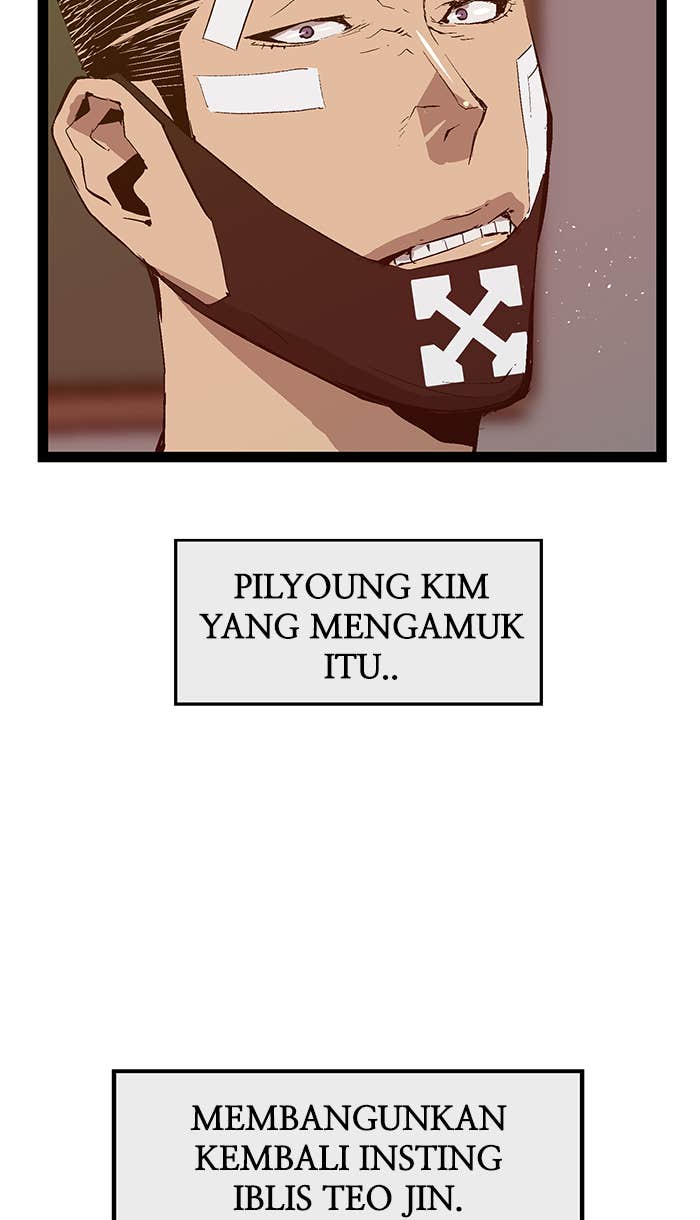 PILYOUNG KIM
YANG MENGAMUK
ITU..
MEMBANGUNKAN
KEMBALI INSTING
IBLIS TEO JIN.